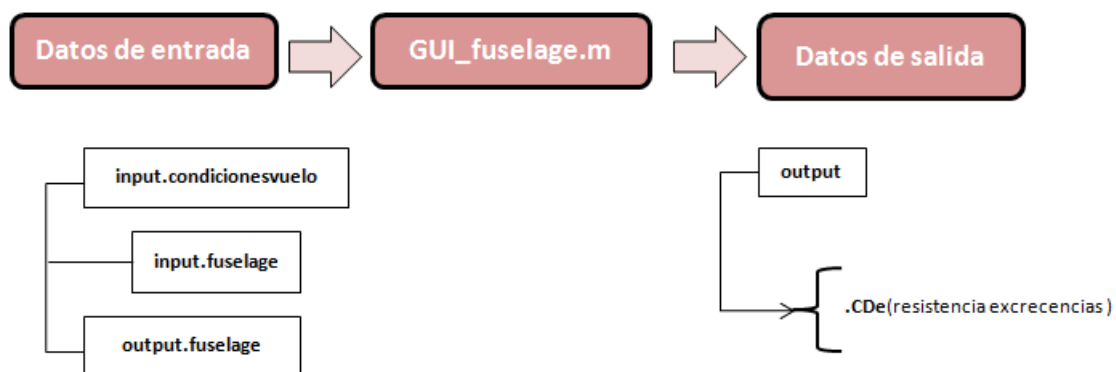 Datos de entrada
GUI_fuselage.m
Datos de salida
input.condicionesvuelo
input.fuselage
output.fuselage
output
.CDe(resistencia excrecencias )